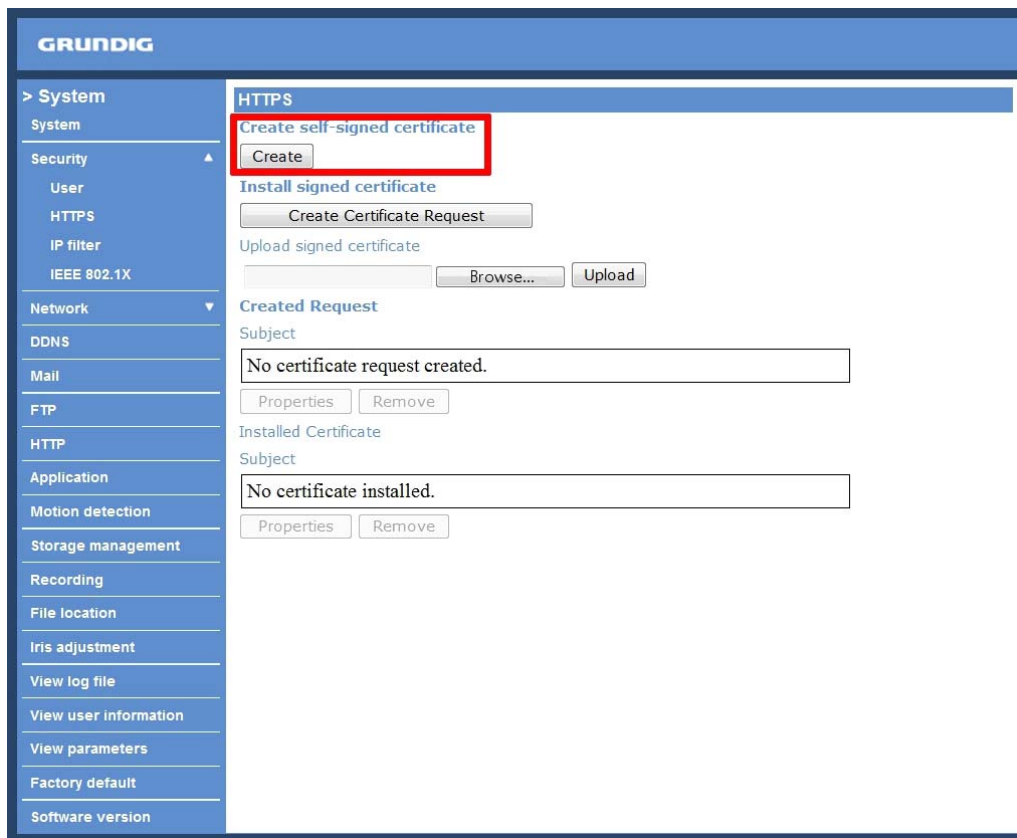 GRUNDIG
> System
System
Security
User
HTTPS
IP filter
IEEE 802.1X
Network
DDNS
Mail
FTP
HTTP
Application
Motion detection
Storage management
Recording
File location
Iris adjustment
View log file
View user information
View parameters
Factory default
Software version
HTTPS
Create self-signed certificate
Create
Install signed certificate
Create Certificate Request
Upload signed certificate
Browse... Upload
Created Request
Subject
No certificate request created.
Properties Remove
Installed Certificate
Subject
No certificate installed.
Properties Remove